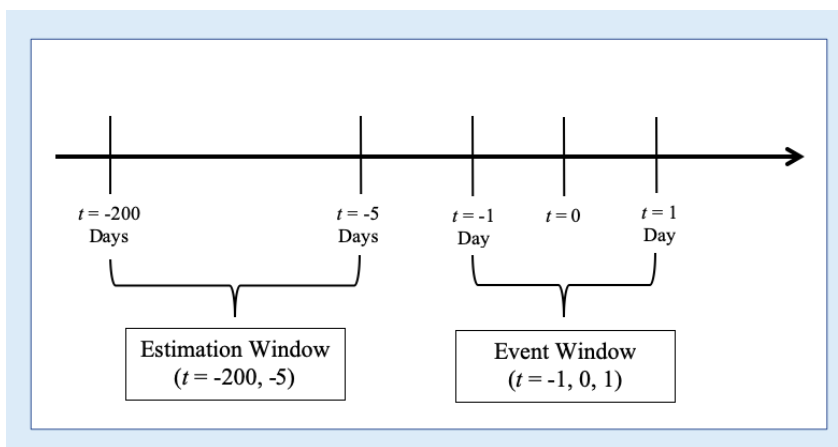 t = -200
Days
t = -5
Days
t = -1
Day
t = 0
t = 1
Day
Estimation Window
(t = -200, -5)
Event Window
(t = -1, 0, 1)